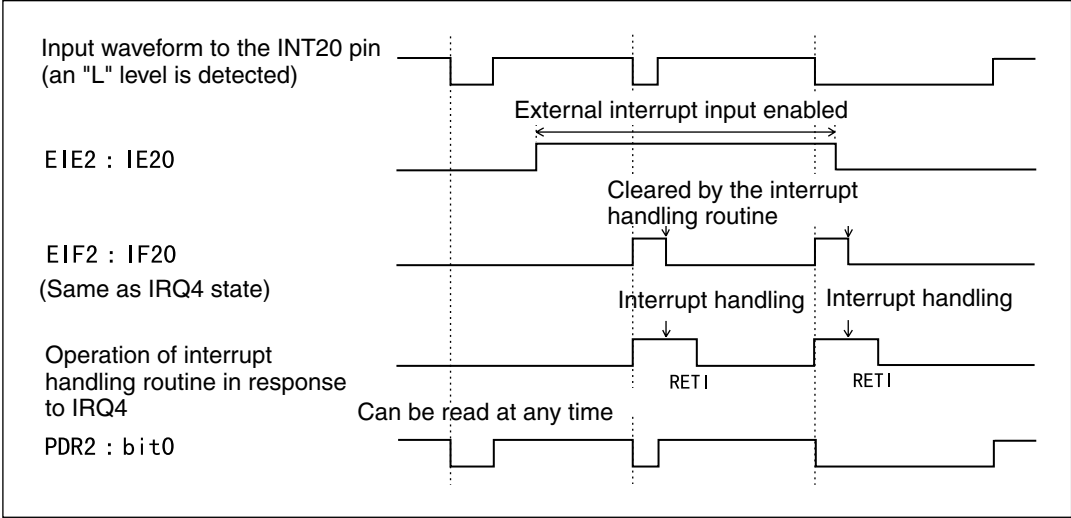 Input waveform to the INT20 pin
(an "L" level is detected)
External interrupt input enabled
EIE2 : IE20
Cleared by the interrupt
handling routine
EIF2 : IF20
(Same as IRQ4 state)
Interrupt handling
Interrupt handling
Operation of interrupt
handling routine in response
to IRQ4
RETI
RETI
Can be read at any time
PDR2 : bit0